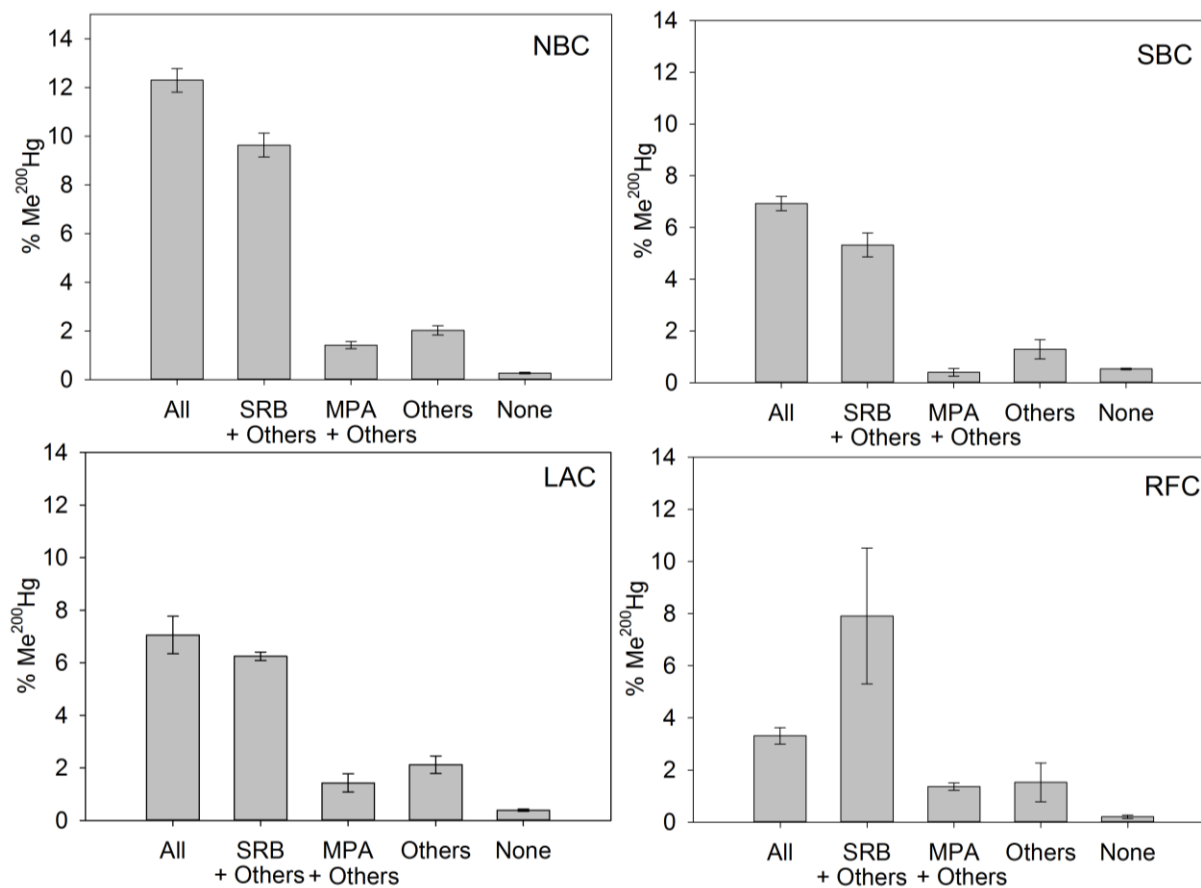 NBC
% Me²⁰⁰Hg
14
12
10
8
6
4
2
0
All SRB MPA Others None
+ Others + Others
SBC
% Me²⁰⁰Hg
14
12
10
8
6
4
2
0
All SRB MPA Others None
+ Others + Others
LAC
% Me²⁰⁰Hg
14
12
10
8
6
4
2
0
All SRB MPA Others None
+ Others + Others
RFC
% Me²⁰⁰Hg
14
12
10
8
6
4
2
0
All SRB MPA Others None
+ Others + Others